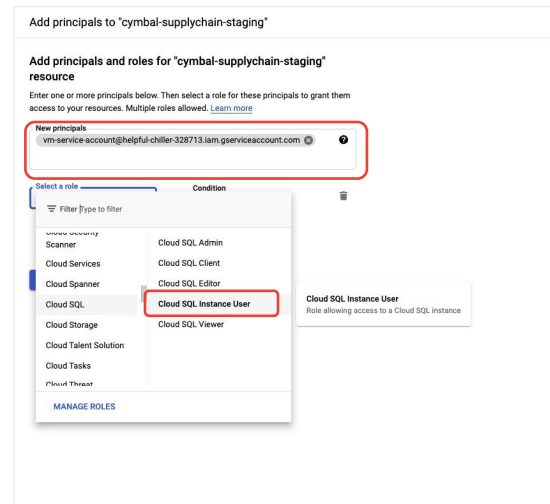 Add principals to "cymbal-supplychain-staging"
Add principals and roles for "cymbal-supplychain-staging"
resource
Enter one or more principals below. Then select a role for these principals to grant them
access to your resources. Multiple roles allowed. Learn more
New principals
vm-service-account@helpful-chiller-328713.iam.gserviceaccount.com
Select a role
Condition
Filter Type to filter
Cloud Security
Scanner
Cloud Services
Cloud Spanner
Cloud SQL
Cloud Storage
Cloud Talent Solution
Cloud Tasks
Cloud Threat
Cloud SQL Admin
Cloud SQL Client
Cloud SQL Editor
Cloud SQL Instance User
Cloud SQL Viewer
Cloud SQL Instance User
Role allowing access to a Cloud SQL instance
MANAGE ROLES